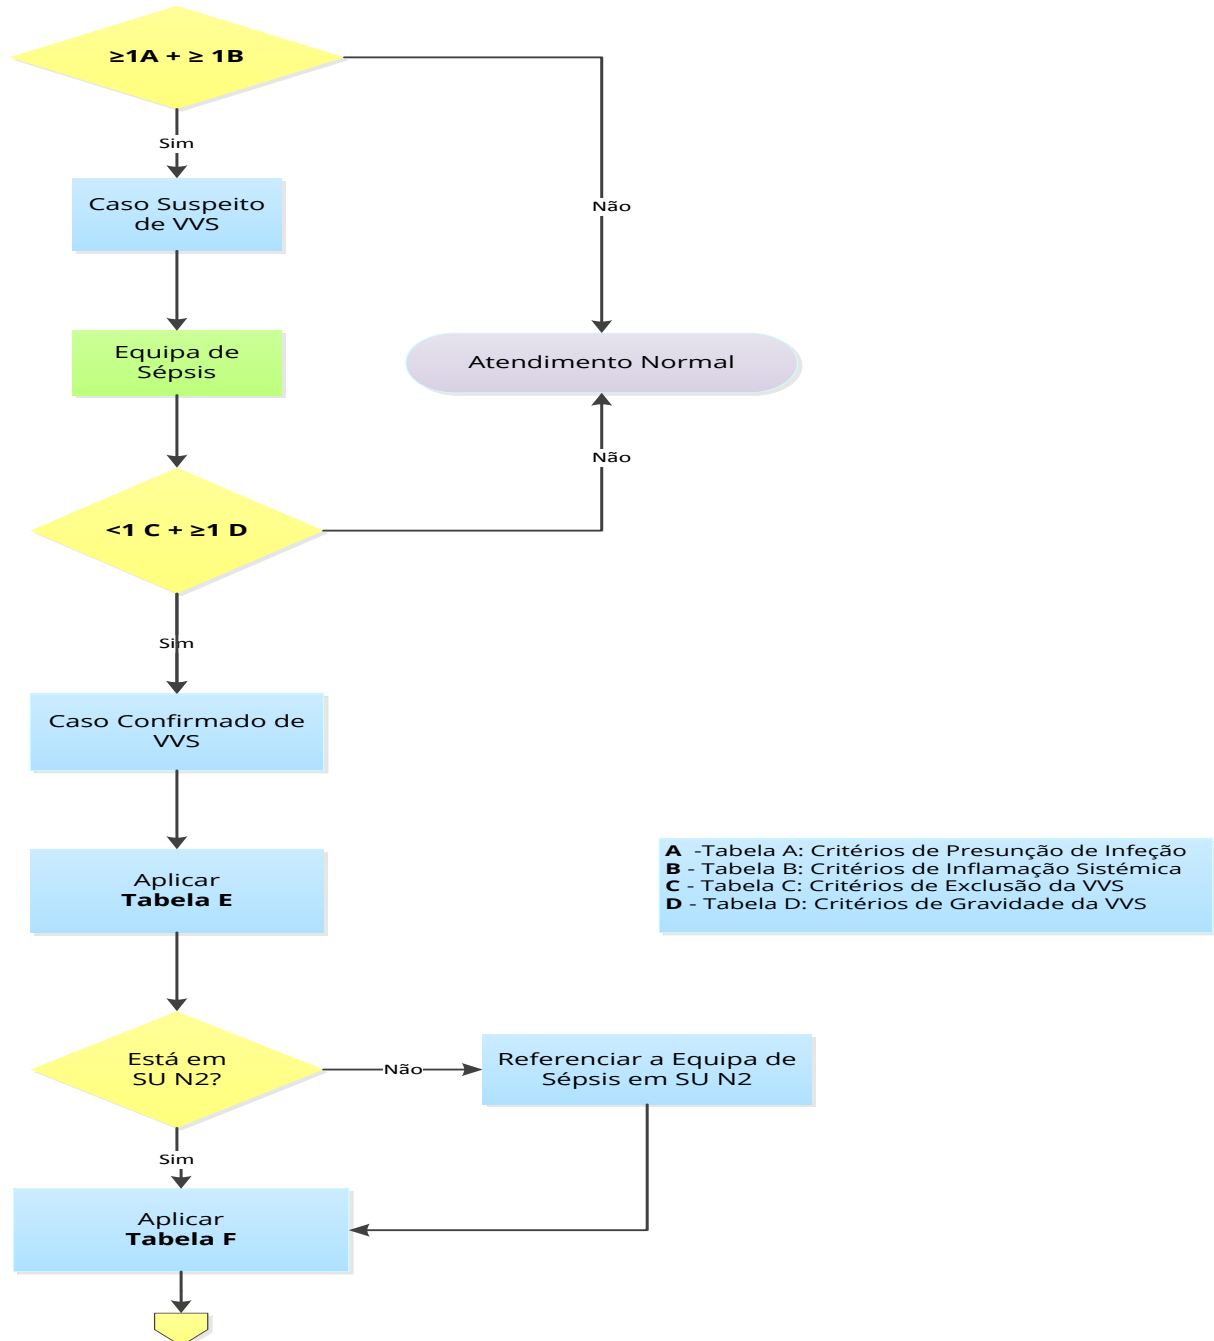 ≥1A + ≥ 1B
Sim
Não
Caso Suspeito
de VVS
Equipa de
Sépsis
Atendimento Normal
Não
<1 C + ≥1 D
Sim
Caso Confirmado de
VVS
Aplicar
Tabela E
A -Tabela A: Critérios de Presunção de Infeção
B - Tabela B: Critérios de Inflamação Sistémica
C - Tabela C: Critérios de Exclusão da VVS
D - Tabela D: Critérios de Gravidade da VVS
Está em
SU N2?
Não
Referenciar a Equipa de
Sépsis em SU N2
Sim
Aplicar
Tabela F